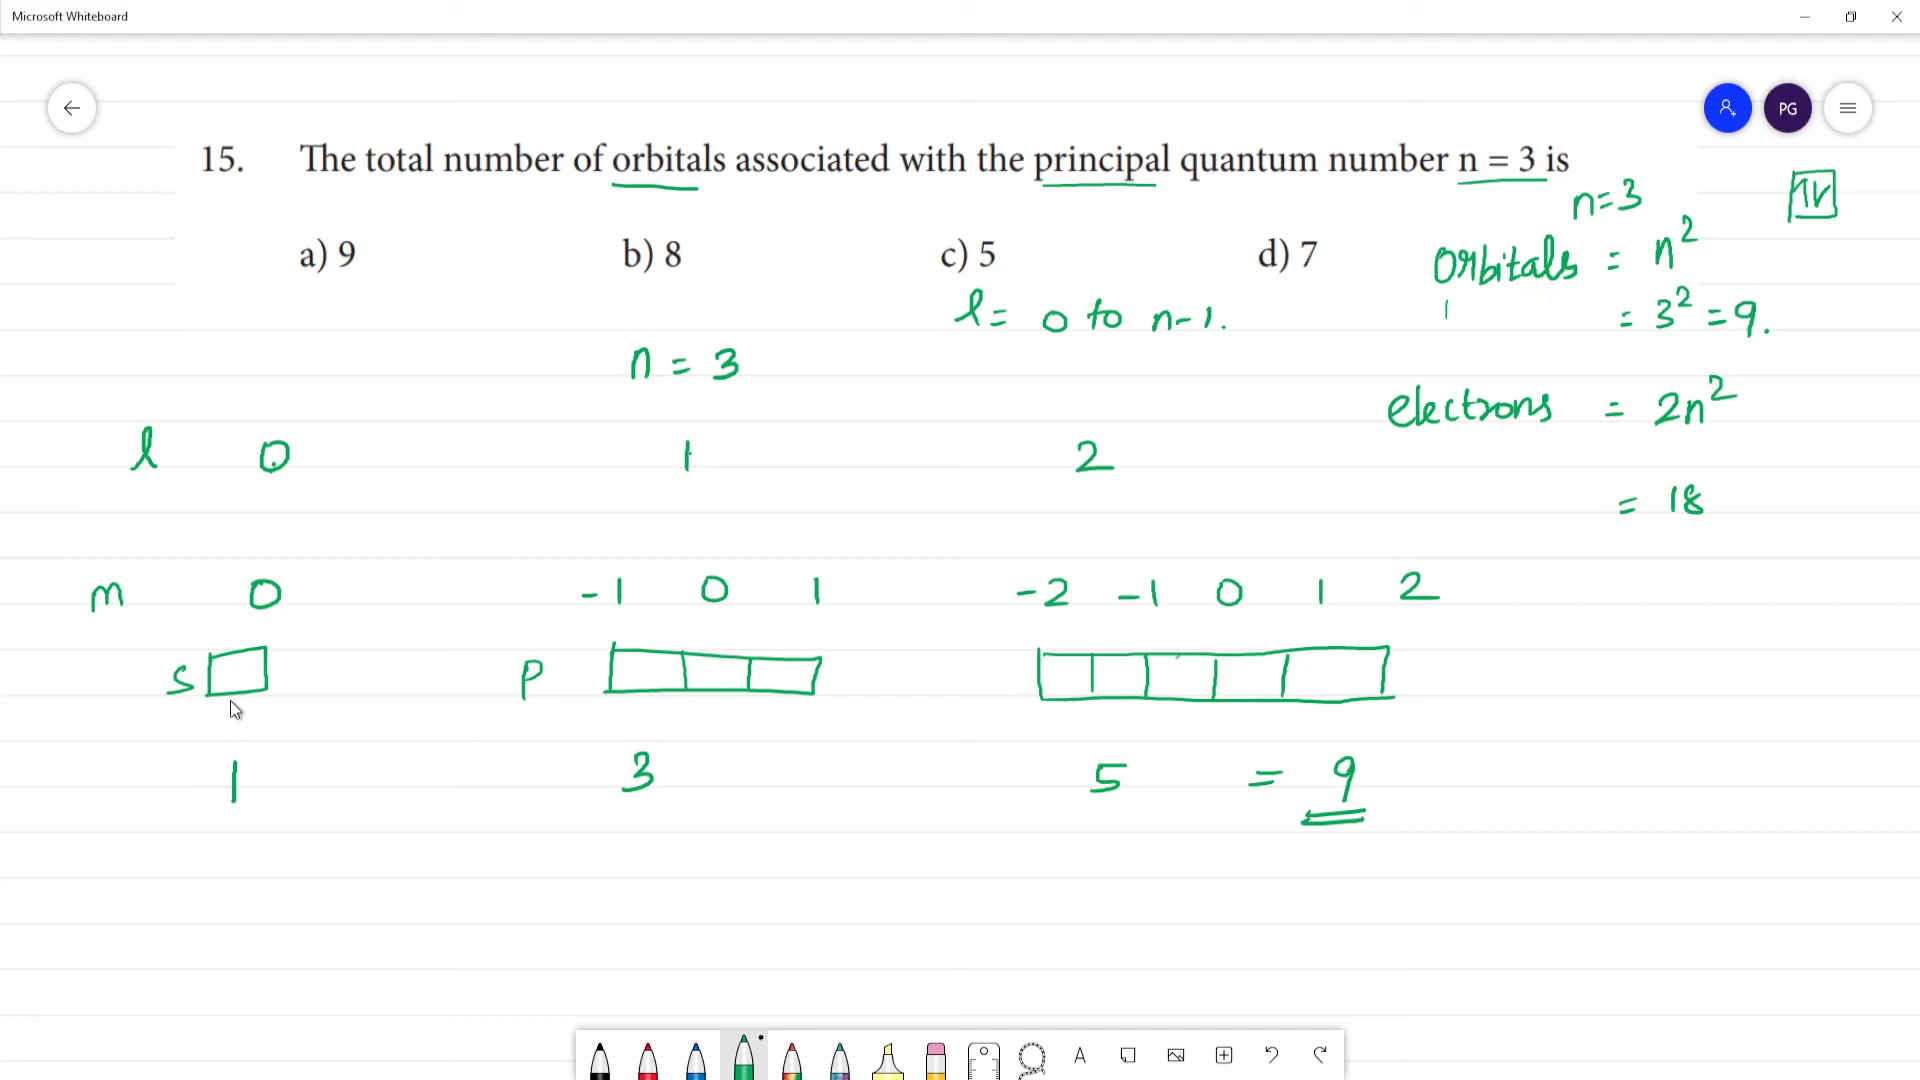 Microsoft Whiteboard
PG
15. The total number of orbitals associated with the principal quantum number n = 3 is
n=3
a) 9 b) 8 c) 5 d) 7
orbitals = n²
l = 0 to n-1.
= 3² = 9.
n = 3
electrons = 2n²
l 0 1 2
= 18
m 0 -1 0 1 -2 -1 0 1 2
s p
1 3 5 = 9
A